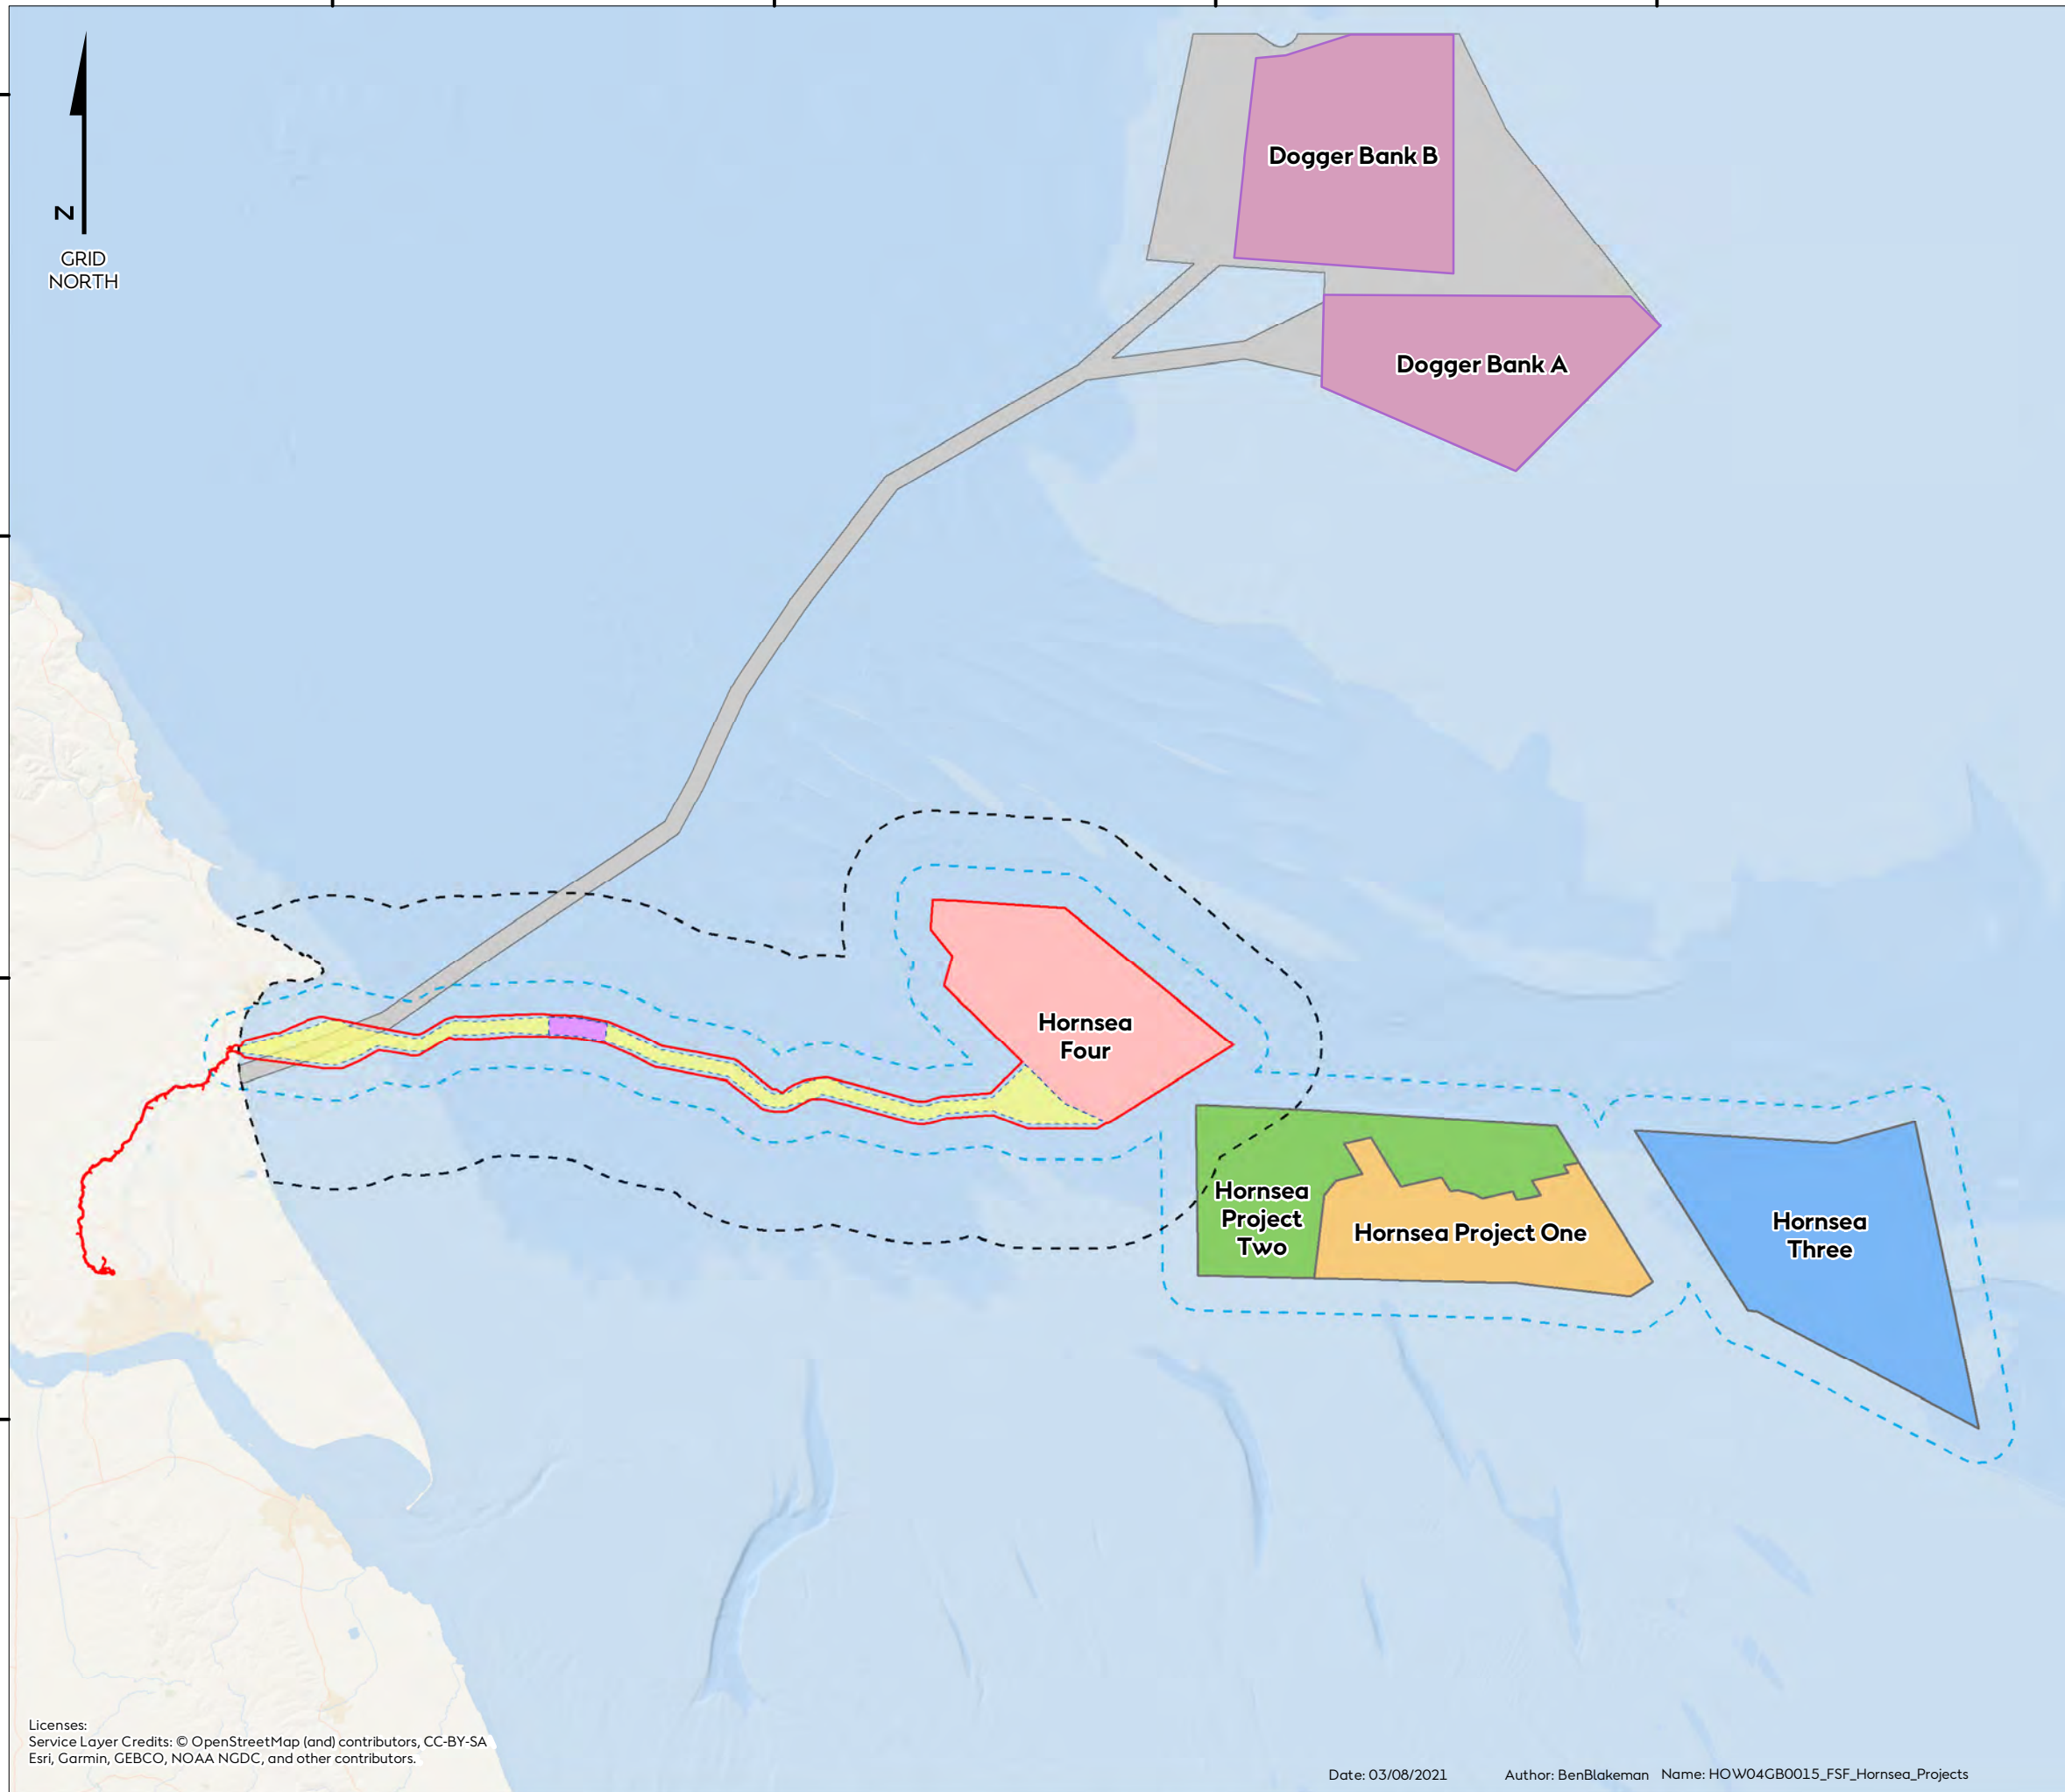 Dogger Bank B
N
GRID
NORTH
Dogger Bank A
Hornsea
Four
Hornsea
Project
Two
Hornsea Project One
Hornsea
Three
Licenses:
Service Layer Credits: © OpenStreetMap (and) contributors, CC-BY-SA
Esri, Garmin, GEBCO, NOAA NGDC, and other contributors.
Date: 03/08/2021 Author: BenBlakeman Name: HOW04GB0015_FSF_Hornsea_Projects